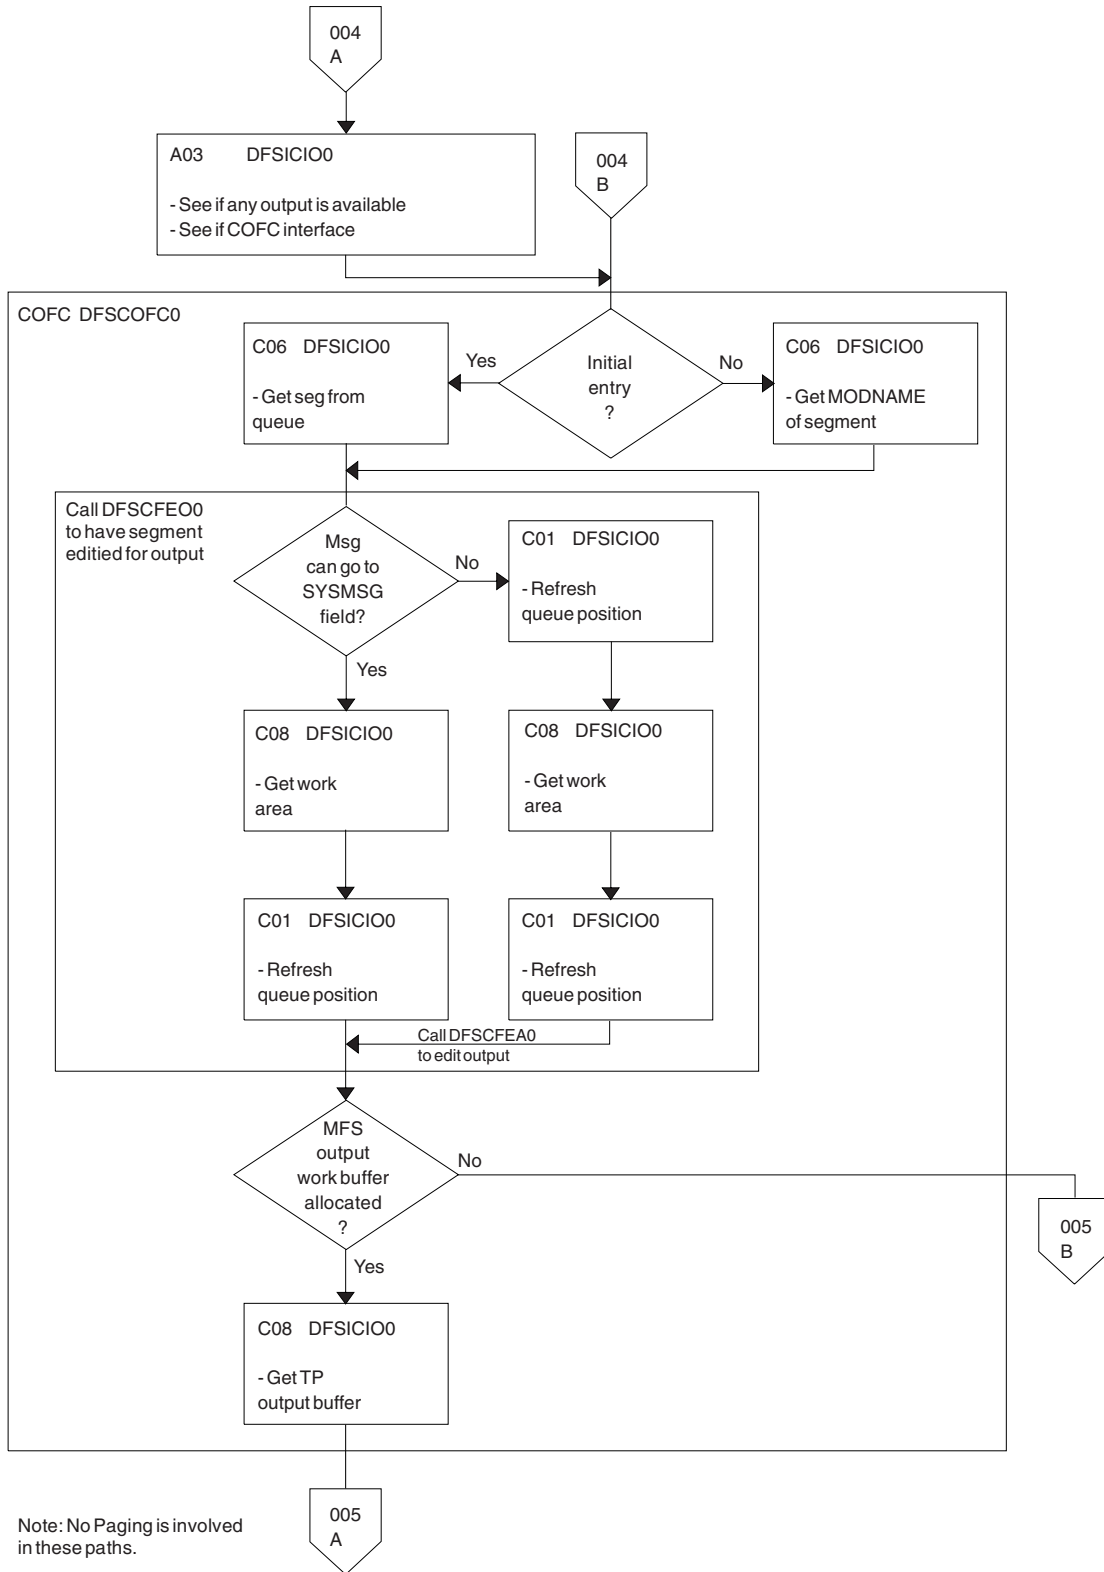 004
A
A03 DFSICIO0
- See if any output is available
- See if COFC interface
004
B
COFC DFSCOFC0
C06 DFSICIO0
- Get seg from
queue
Yes
Initial
entry
?
No
C06 DFSICIO0
- Get MODNAME
of segment
Call DFSCFEO0
to have segment
editied for output
Msg
can go to
SYSMSG
field?
No
C01 DFSICIO0
- Refresh
queue position
Yes
C08 DFSICIO0
- Get work
area
C08 DFSICIO0
- Get work
area
C01 DFSICIO0
- Refresh
queue position
C01 DFSICIO0
- Refresh
queue position
Call DFSCFEA0
to edit output
MFS
output
work buffer
allocated
?
No
005
B
Yes
C08 DFSICIO0
- Get TP
output buffer
005
A
Note: No Paging is involved
in these paths.